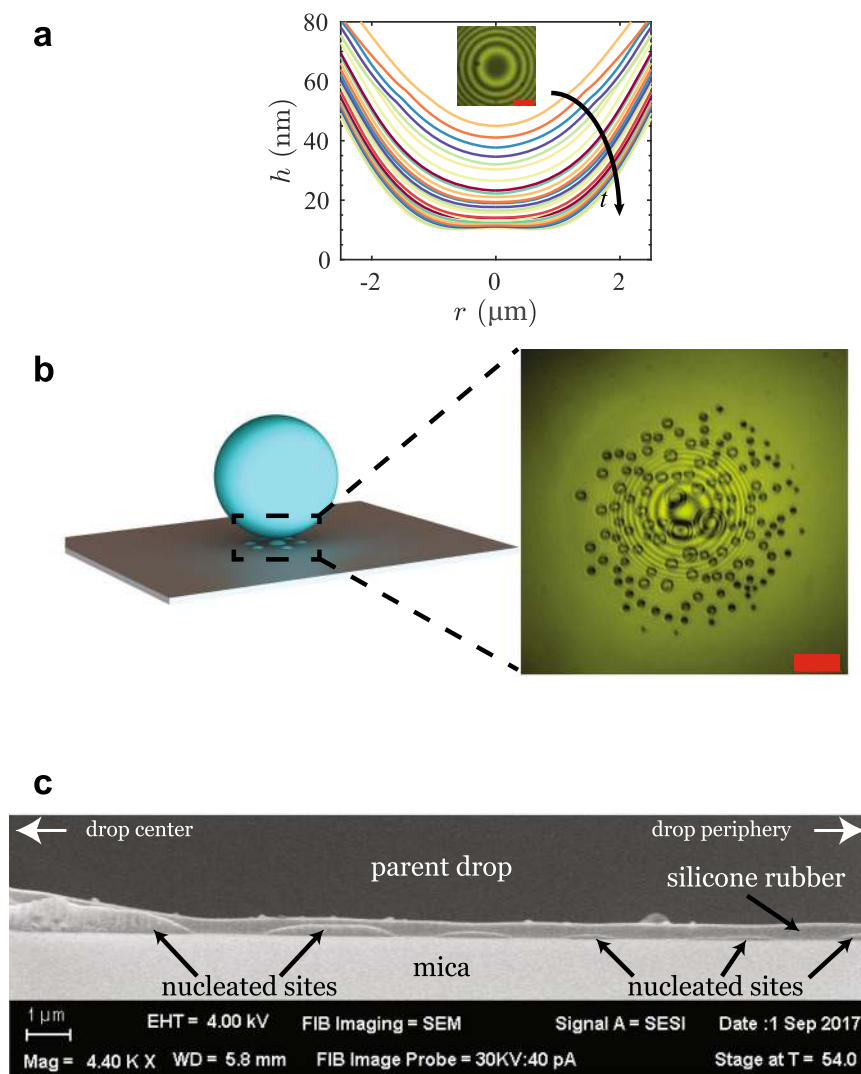 a
80
60
40
20
0
h (nm)
t
-2
0
2
r (μm)
b
c
drop center
drop periphery
parent drop
silicone rubber
nucleated sites
mica
nucleated sites
1 μm
EHT = 4.00 kV
FIB Imaging = SEM
Signal A = SESI
Date :1 Sep 2017
Mag = 4.40 K X
WD = 5.8 mm
FIB Image Probe = 30KV:40 pA
Stage at T = 54.0